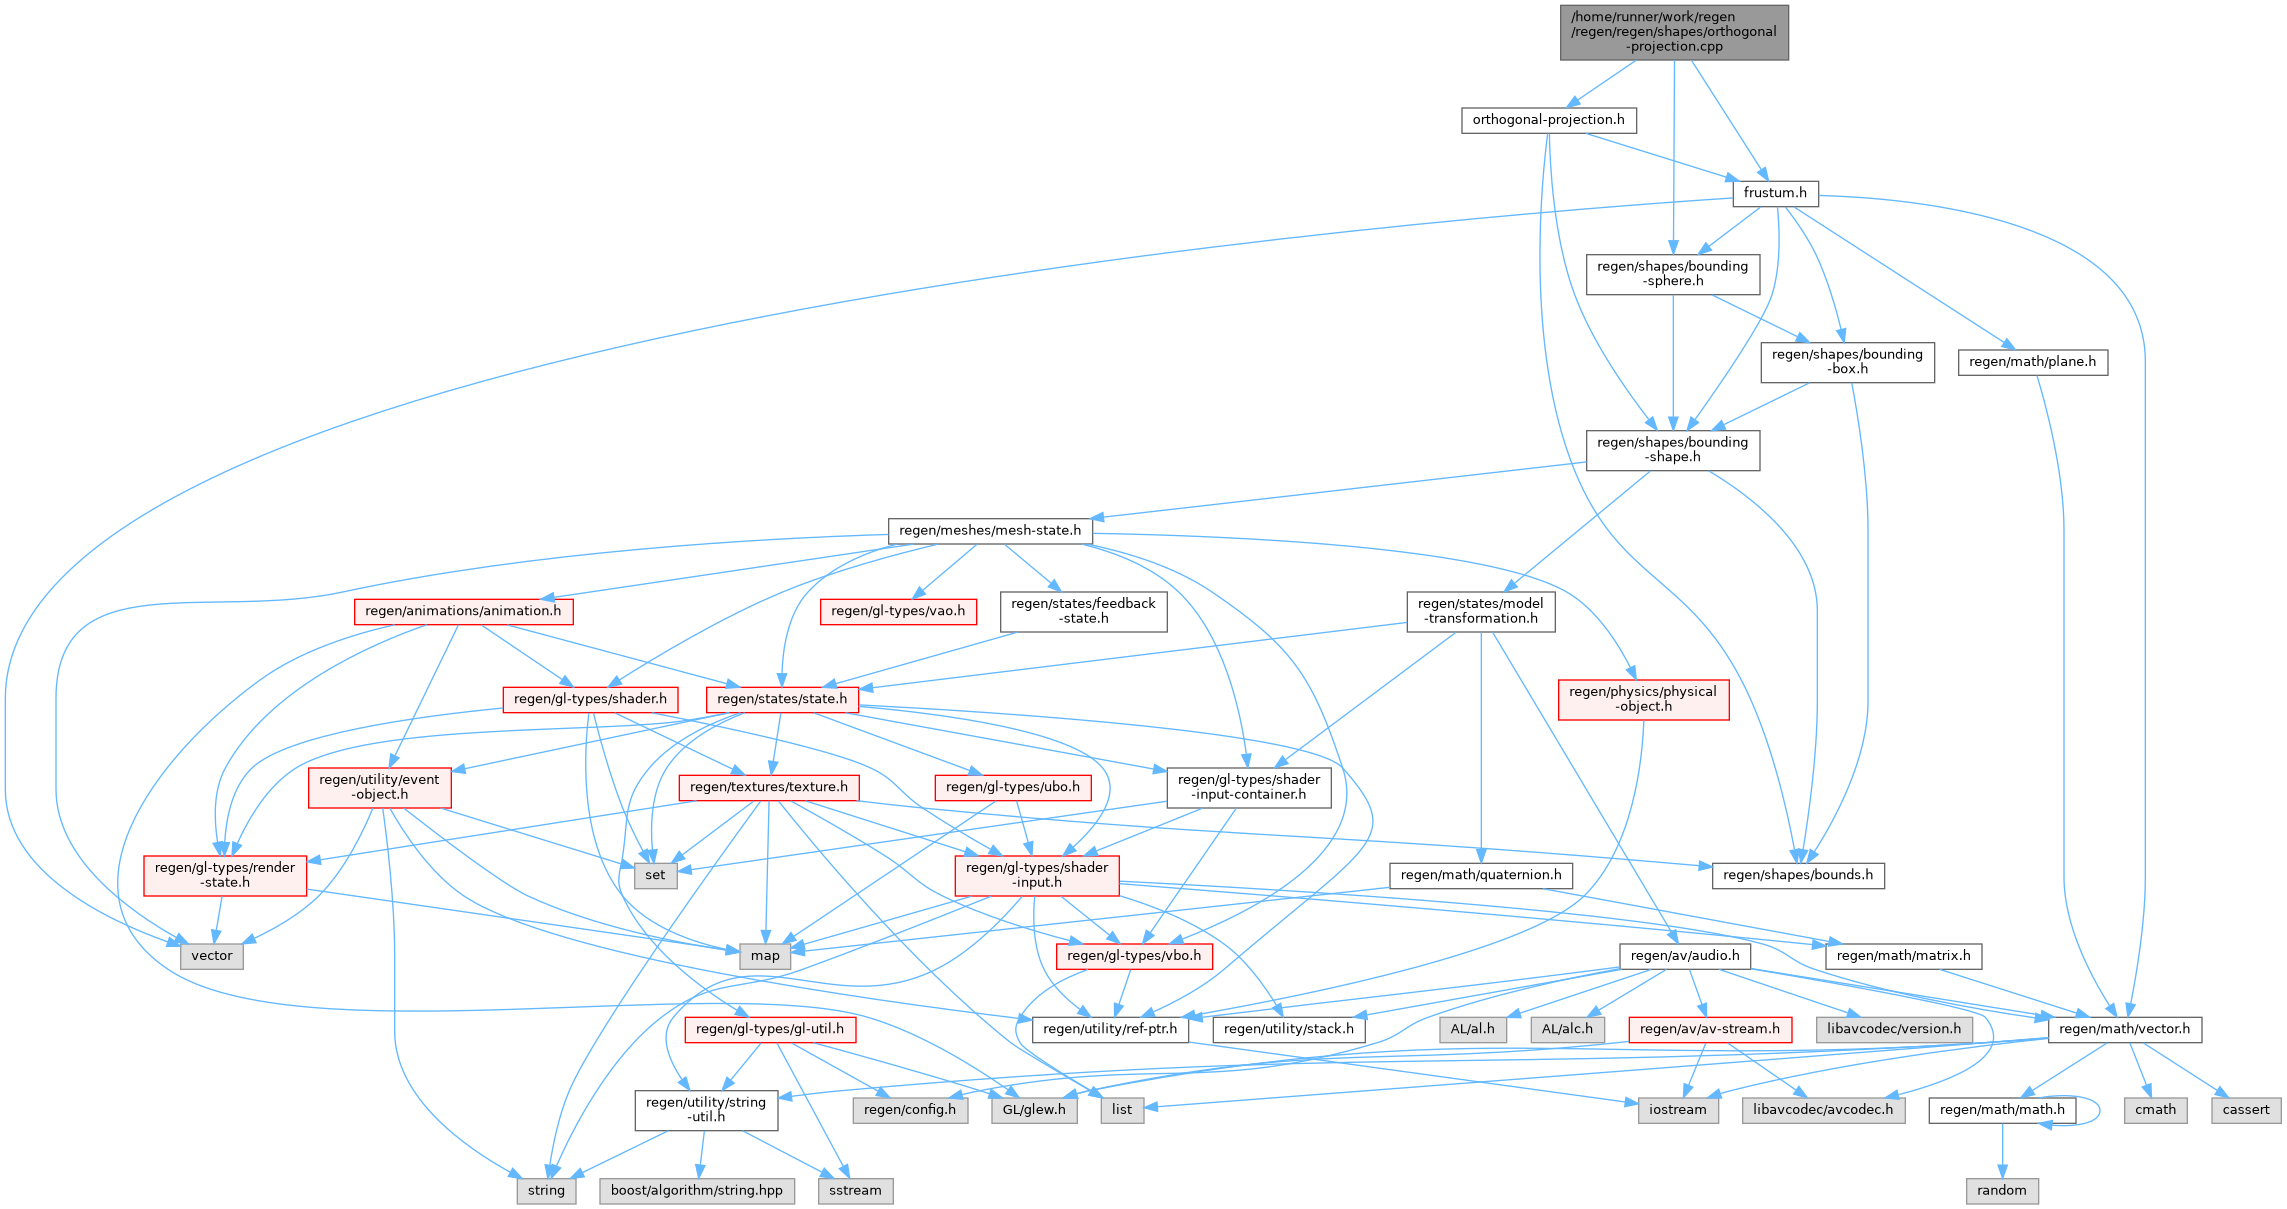 /home/runner/work/regen
/regen/regen/shapes/orthogonal
-projection.cpp
orthogonal-projection.h
frustum.h
regen/shapes/bounding
-sphere.h
regen/shapes/bounding
-box.h
regen/math/plane.h
regen/shapes/bounding
-shape.h
regen/meshes/mesh-state.h
regen/animations/animation.h
regen/gl-types/vao.h
regen/states/feedback
-state.h
regen/states/model
-transformation.h
regen/gl-types/shader.h
regen/states/state.h
regen/physics/physical
-object.h
regen/utility/event
-object.h
regen/textures/texture.h
regen/gl-types/ubo.h
regen/gl-types/shader
-input-container.h
regen/gl-types/render
-state.h
set
regen/gl-types/shader
-input.h
regen/math/quaternion.h
regen/shapes/bounds.h
vector
map
regen/gl-types/vbo.h
regen/av/audio.h
regen/math/matrix.h
regen/gl-types/gl-util.h
regen/utility/ref-ptr.h
regen/utility/stack.h
AL/al.h
AL/alc.h
regen/av/av-stream.h
libavcodec/version.h
regen/math/vector.h
regen/utility/string
-util.h
regen/config.h
GL/glew.h
list
iostream
libavcodec/avcodec.h
regen/math/math.h
cmath
cassert
string
boost/algorithm/string.hpp
sstream
random